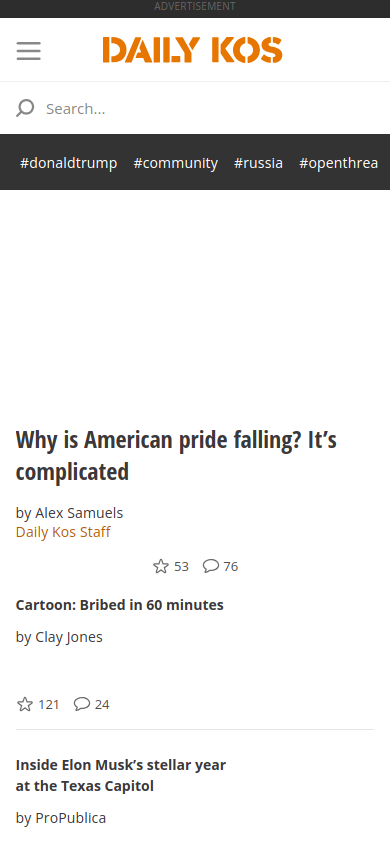 ADVERTISEMENT
DAILY KOS
Search...
#donaldtrump #community #russia #openthrea
Why is American pride falling? It’s
complicated
by Alex Samuels
Daily Kos Staff
53 76
Cartoon: Bribed in 60 minutes
by Clay Jones
121 24
Inside Elon Musk’s stellar year
at the Texas Capitol
by ProPublica